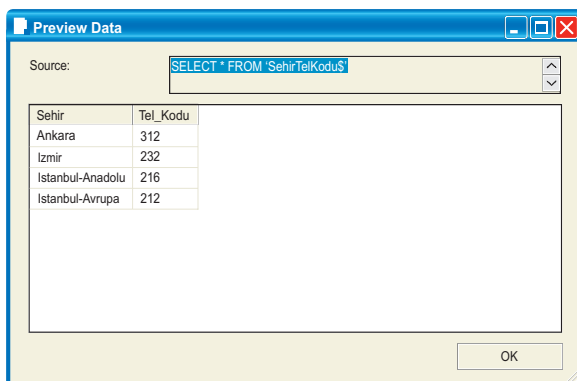 Preview Data
Source: SELECT * FROM 'SehirTelKodu$'
Sehir Tel_Kodu
Ankara 312
Izmir 232
Istanbul-Anadolu 216
Istanbul-Avrupa 212
OK